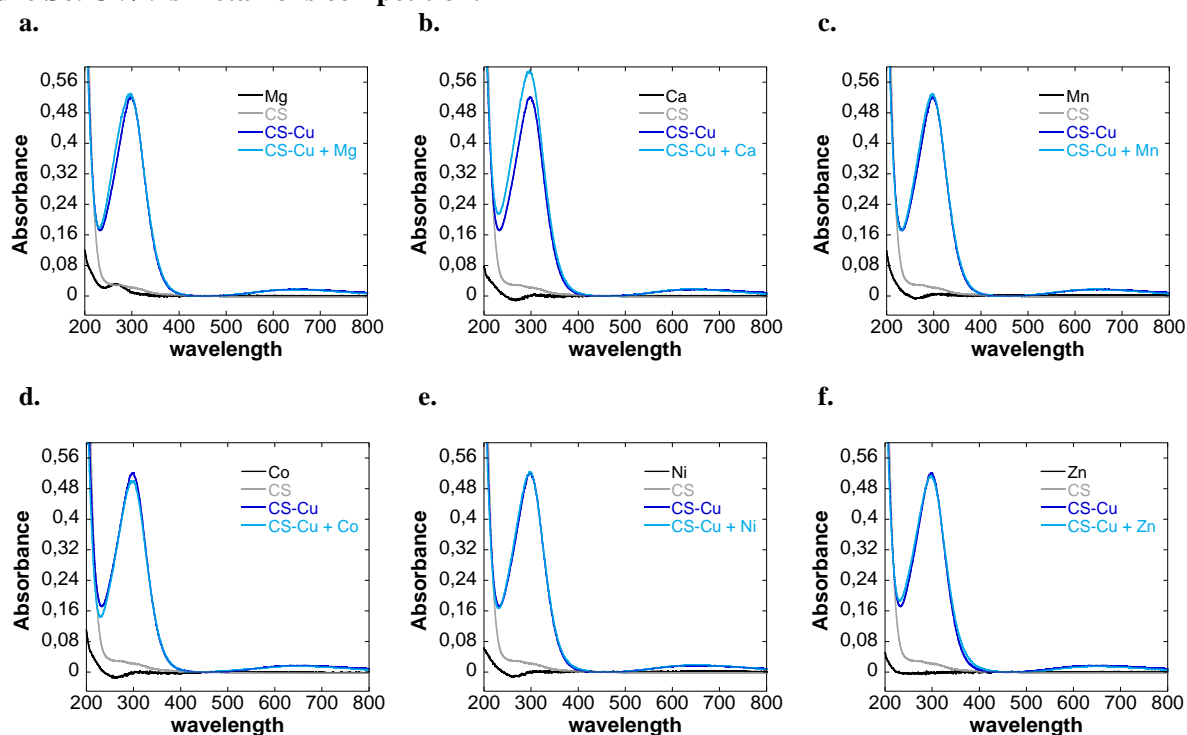 a.
0,56
0,48
0,4
0,32
0,24
0,16
0,08
0
Absorbance
Mg
CS
CS-Cu
CS-Cu + Mg
200 300 400 500 600 700 800
wavelength
b.
0,56
0,48
0,4
0,32
0,24
0,16
0,08
0
Absorbance
Ca
CS
CS-Cu
CS-Cu + Ca
200 300 400 500 600 700 800
wavelength
c.
0,56
0,48
0,4
0,32
0,24
0,16
0,08
0
Absorbance
Mn
CS
CS-Cu
CS-Cu + Mn
200 300 400 500 600 700 800
wavelength
d.
0,56
0,48
0,4
0,32
0,24
0,16
0,08
0
Absorbance
Co
CS
CS-Cu
CS-Cu + Co
200 300 400 500 600 700 800
wavelength
e.
0,56
0,48
0,4
0,32
0,24
0,16
0,08
0
Absorbance
Ni
CS
CS-Cu
CS-Cu + Ni
200 300 400 500 600 700 800
wavelength
f.
0,56
0,48
0,4
0,32
0,24
0,16
0,08
0
Absorbance
Zn
CS
CS-Cu
CS-Cu + Zn
200 300 400 500 600 700 800
wavelength